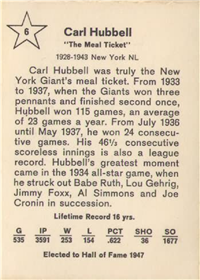 6
Carl Hubbell
"The Meal Ticket"
1928-1943 New York NL
Carl Hubbell was truly the New
York Giant's meal ticket. From 1933
to 1937, when the Giants won three
pennants and finished second once,
Hubbell won 115 games, an average
of 23 games a year. From July 1936
until May 1937, he won 24 consecu-
tive games. His 46⅓ consecutive
scoreless innings is also a league
record. Hubbell's greatest moment
came in the 1934 all-star game, when
he struck out Babe Ruth, Lou Gehrig,
Jimmy Foxx, Al Simmons and Joe
Cronin in succession.
Lifetime Record 16 yrs.
G IP W L PCT SHO SO
535 3591 253 154 .622 36 1677
Elected to Hall of Fame 1947